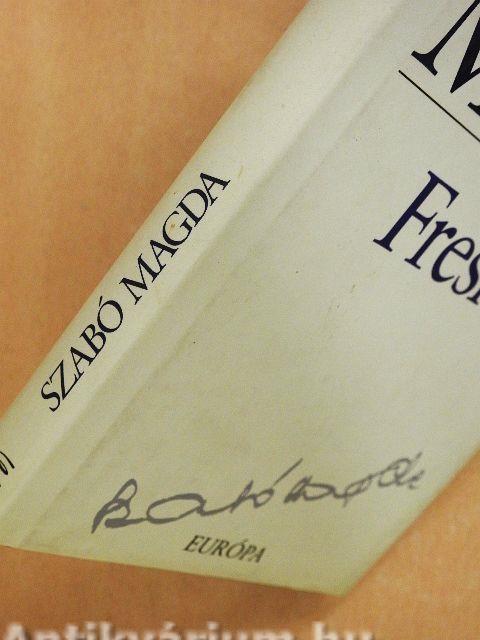 SZABÓ MAGDA
M
Fres
EURÓPA
Antikvárium.hu